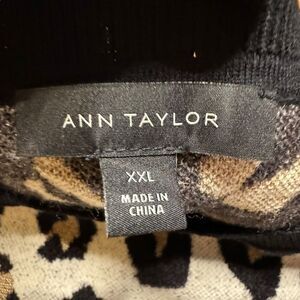 ANN TAYLOR
XXL
MADE IN
CHINA